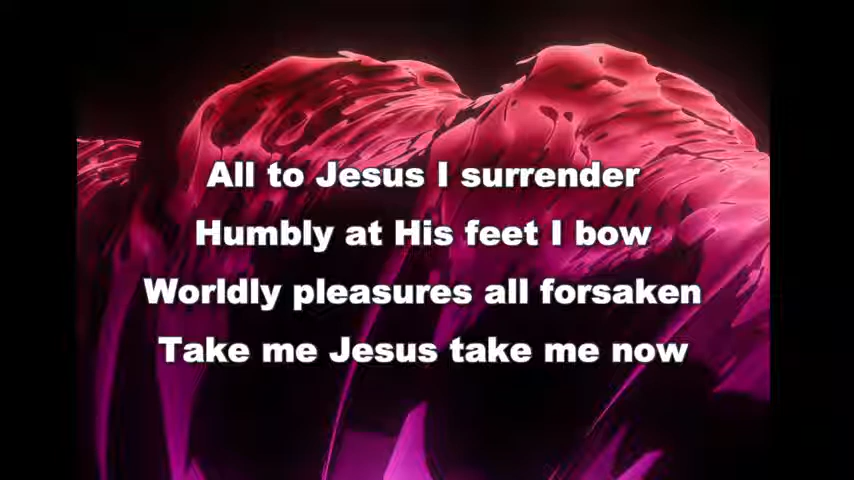 All to Jesus I surrender
Humbly at His feet I bow
Worldly pleasures all forsaken
Take me Jesus take me now